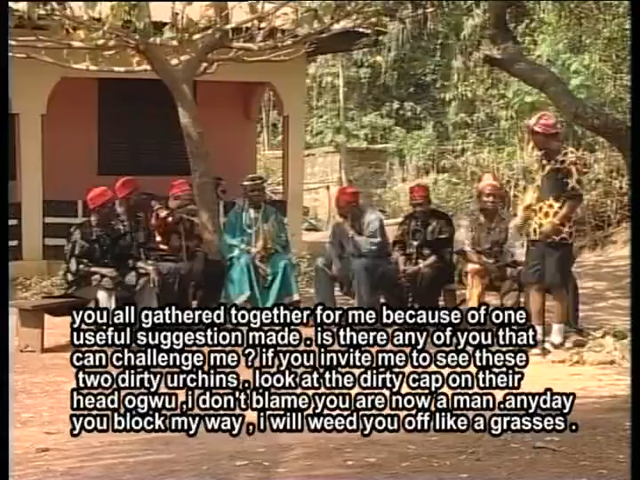 you all gathered together for me because of one
useful suggestion made . is there any of you that
can challenge me ? if you invite me to see these
two dirty urchins . look at the dirty cap on their
head ogwu ,i don't blame you are now a man .anyday
you block my way , i will weed you off like a grasses .